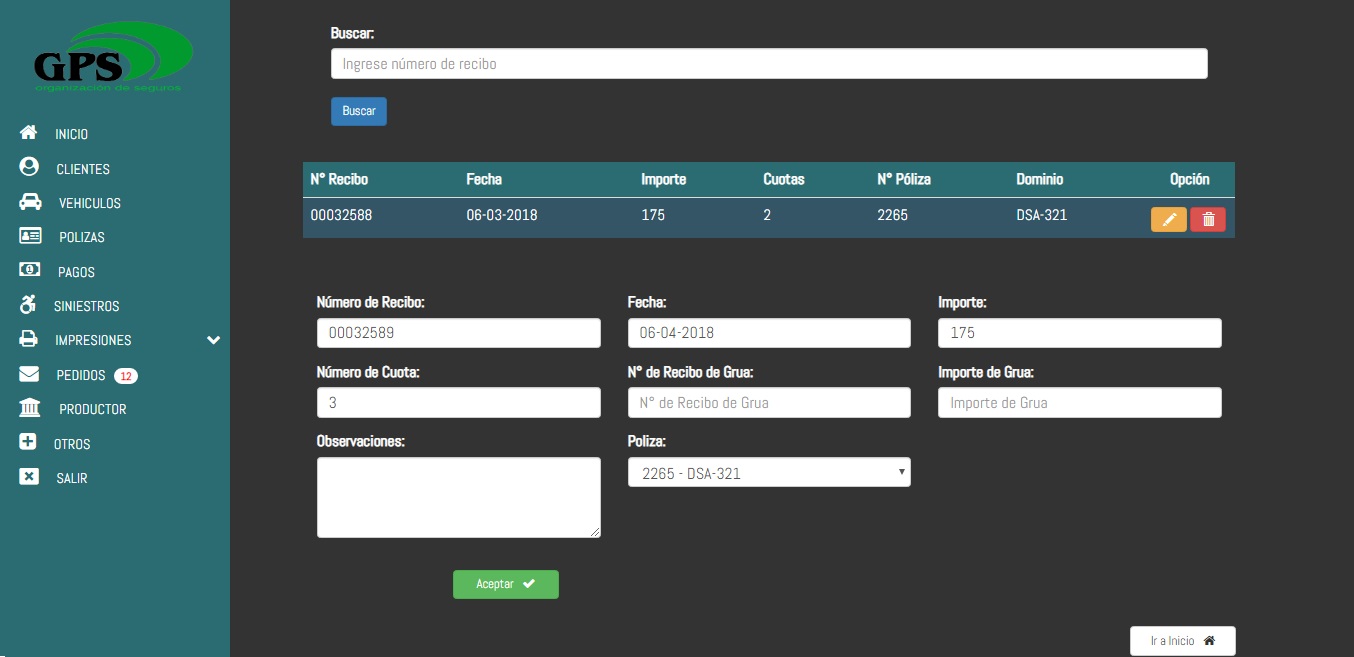 GPS
organización de seguros
INICIO
CLIENTES
VEHICULOS
POLIZAS
PAGOS
SINIESTROS
IMPRESIONES
PEDIDOS 12
PRODUCTOR
OTROS
SALIR
Buscar:
Ingrese número de recibo
Buscar
N° Recibo Fecha Importe Cuotas N° Póliza Dominio Opción
00032588 06-03-2018 175 2 2265 DSA-321
Número de Recibo: Fecha: Importe:
00032589 06-04-2018 175
Número de Cuota: N° de Recibo de Grua: Importe de Grua:
3 N° de Recibo de Grua Importe de Grua
Observaciones: Poliza:
2265 - DSA-321
Aceptar
Ir a Inicio